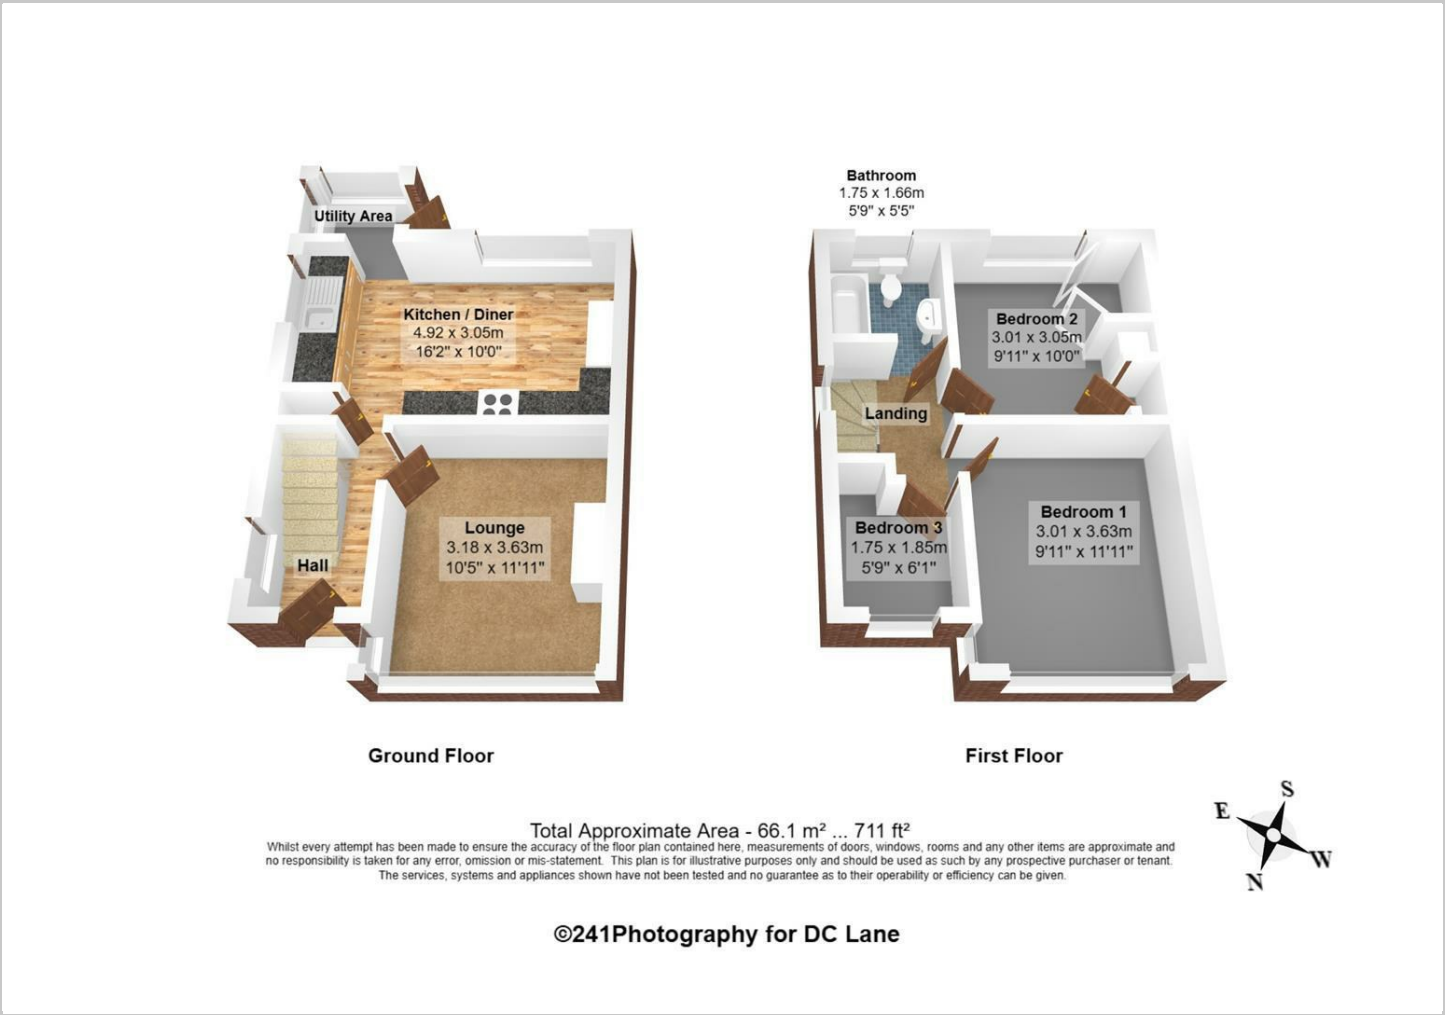 Utility Area
Kitchen / Diner
4.92 x 3.05m
16'2" x 10'0"
Lounge
3.18 x 3.63m
10'5" x 11'11"
Hall
Ground Floor
Bathroom
1.75 x 1.66m
5'9" x 5'5"
Bedroom 2
3.01 x 3.05m
9'11" x 10'0"
Landing
Bedroom 1
3.01 x 3.63m
9'11" x 11'11"
Bedroom 3
1.75 x 1.85m
5'9" x 6'1"
First Floor
S
E
W
N
Total Approximate Area - 66.1 m² ... 711 ft²
Whilst every attempt has been made to ensure the accuracy of the floor plan contained here, measurements of doors, windows, rooms and any other items are approximate and
no responsibility is taken for any error, omission or mis-statement. This plan is for illustrative purposes only and should be used as such by any prospective purchaser or tenant.
The services, systems and appliances shown have not been tested and no guarantee as to their operability or efficiency can be given.
©241Photography for DC Lane